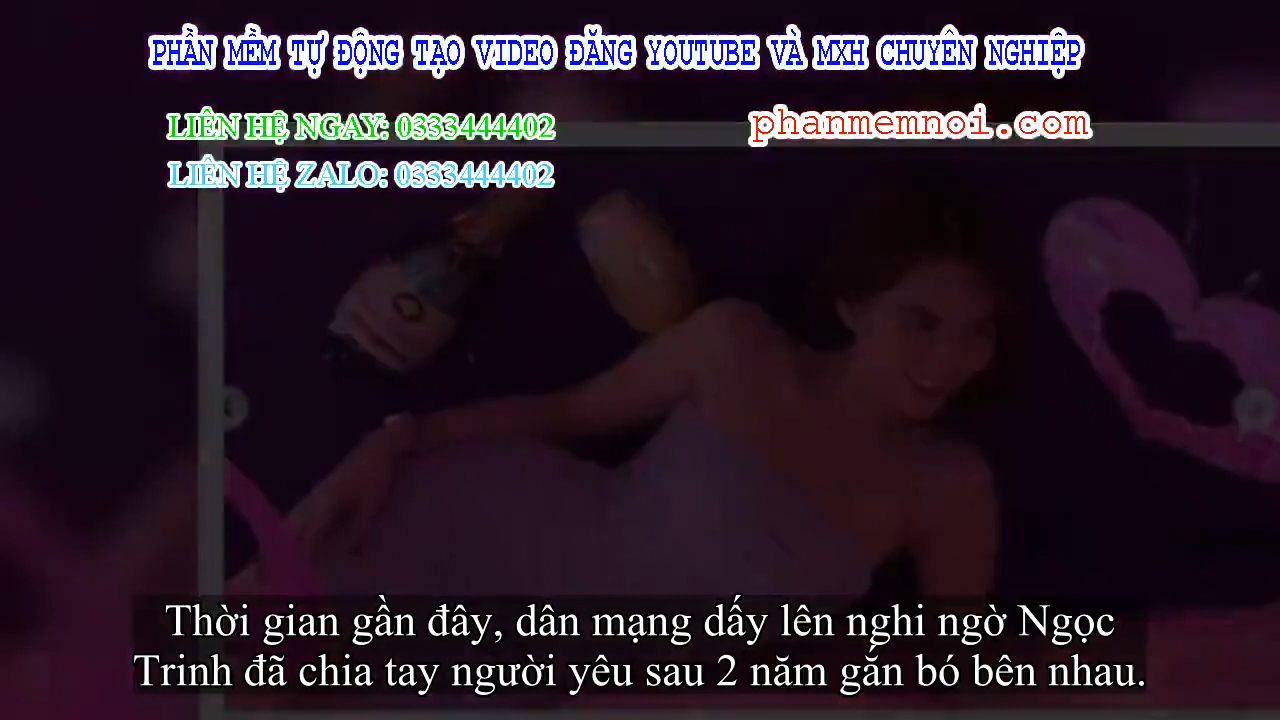 PHẦN MỀM TỰ ĐỘNG TẠO VIDEO ĐĂNG YOUTUBE VÀ MXH CHUYÊN NGHIỆP
LIÊN HỆ NGAY: 0333444402
phanmemnoi.com
LIÊN HỆ ZALO: 0333444402
Thời gian gần đây, dân mạng dấy lên nghi ngờ Ngọc
Trinh đã chia tay người yêu sau 2 năm gắn bó bên nhau.